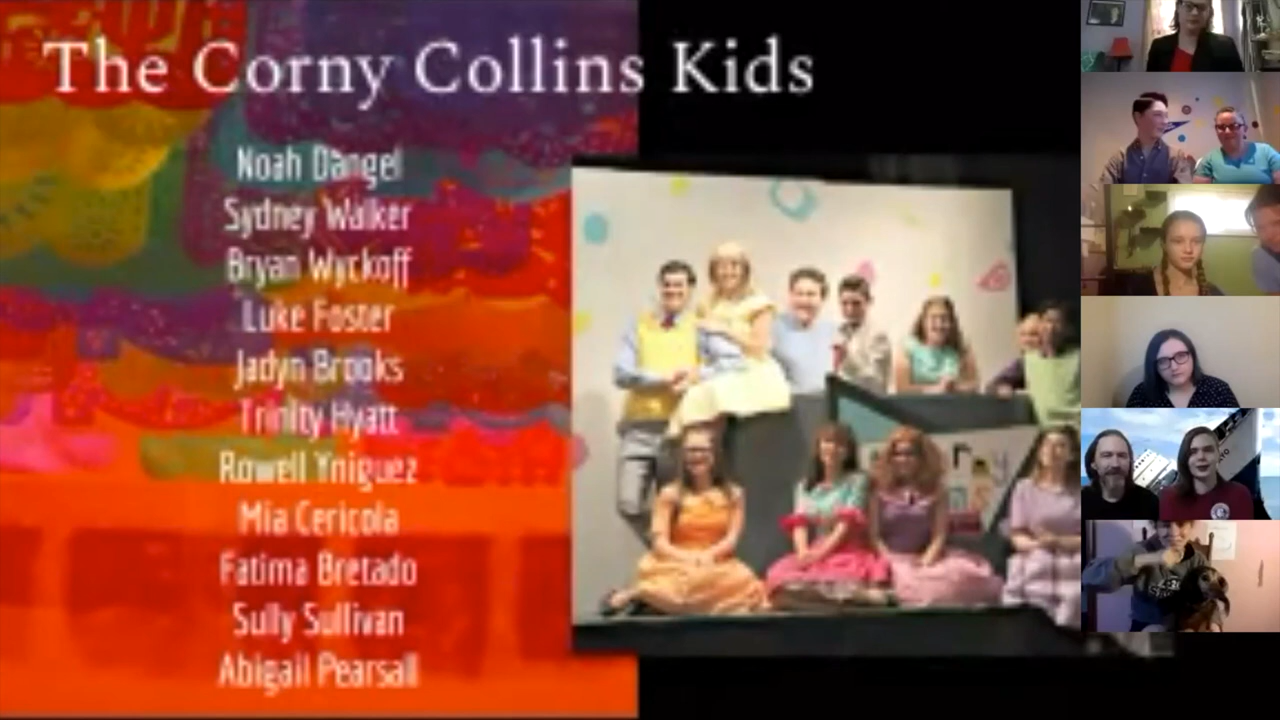 The Corny Collins Kids
Noah Dangel
Sydney Walker
Bryan Wyckoff
Luke Foster
Jadyn Brooks
Trinity Hyatt
Rowell Yniguez
Mia Cericola
Fatima Bretado
Sully Sullivan
Abigail Pearsall